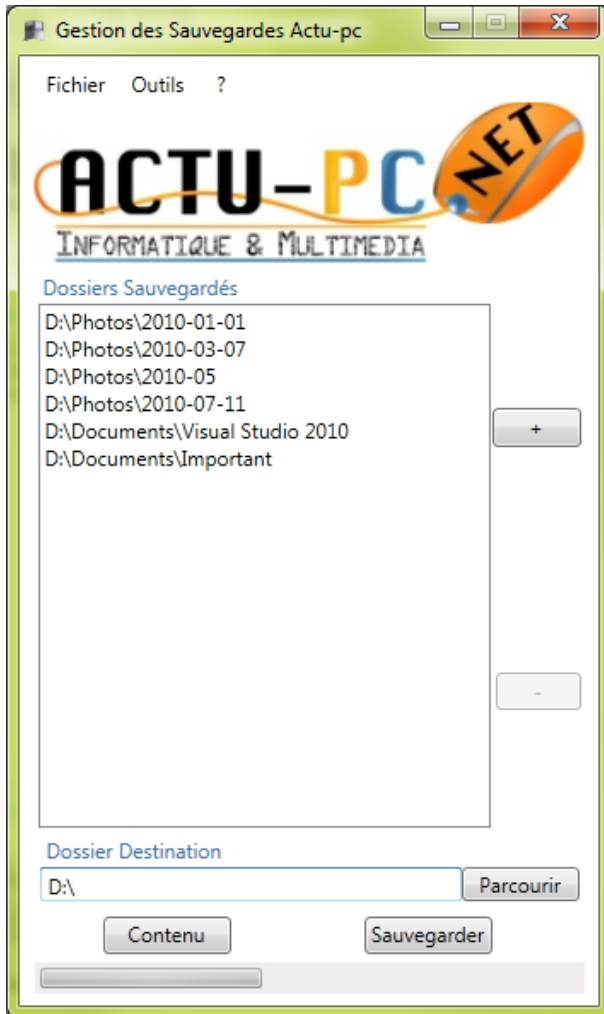 Gestion des Sauvegardes Actu-pc
Fichier Outils ?
ACTU-PC.NET
INFORMATIQUE & MULTIMEDIA
Dossiers Sauvegardés
D:\Photos\2010-01-01
D:\Photos\2010-03-07
D:\Photos\2010-05
D:\Photos\2010-07-11
D:\Documents\Visual Studio 2010
D:\Documents\Important
+
-
Dossier Destination
D:\ Parcourir
Contenu Sauvegarder